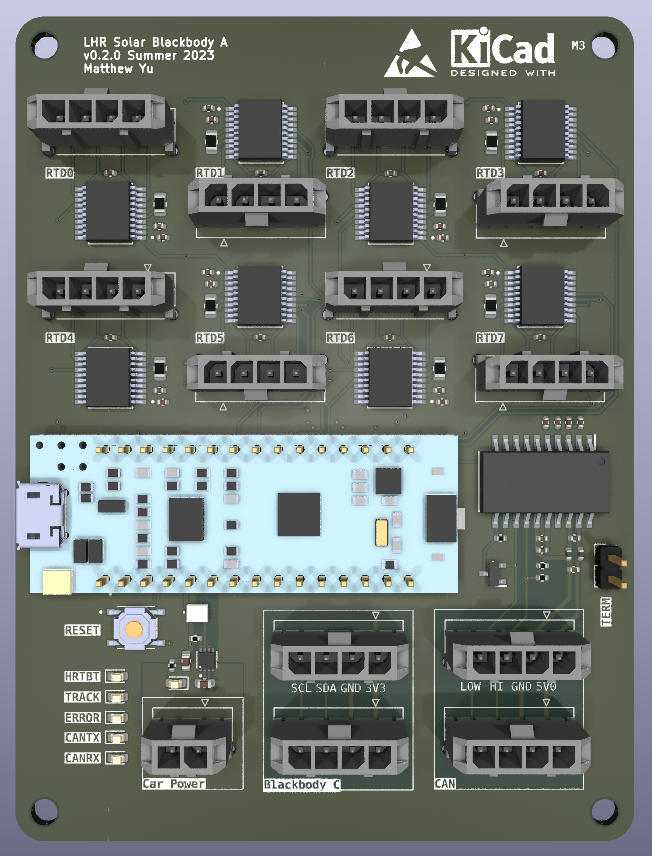 LHR Solar Blackbody A
v0.2.0 Summer 2023
Matthew Yu
KiCad
DESIGNED WITH
M3
RTD0
RTD1
RTD2
RTD3
RTD4
RTD5
RTD6
RTD7
TERM
RESET
HRTBT
TRACK
ERROR
CANTX
CANRX
SCL SDA GND 3V3
LOW HI GND 5V0
Car Power
Blackbody C
CAN